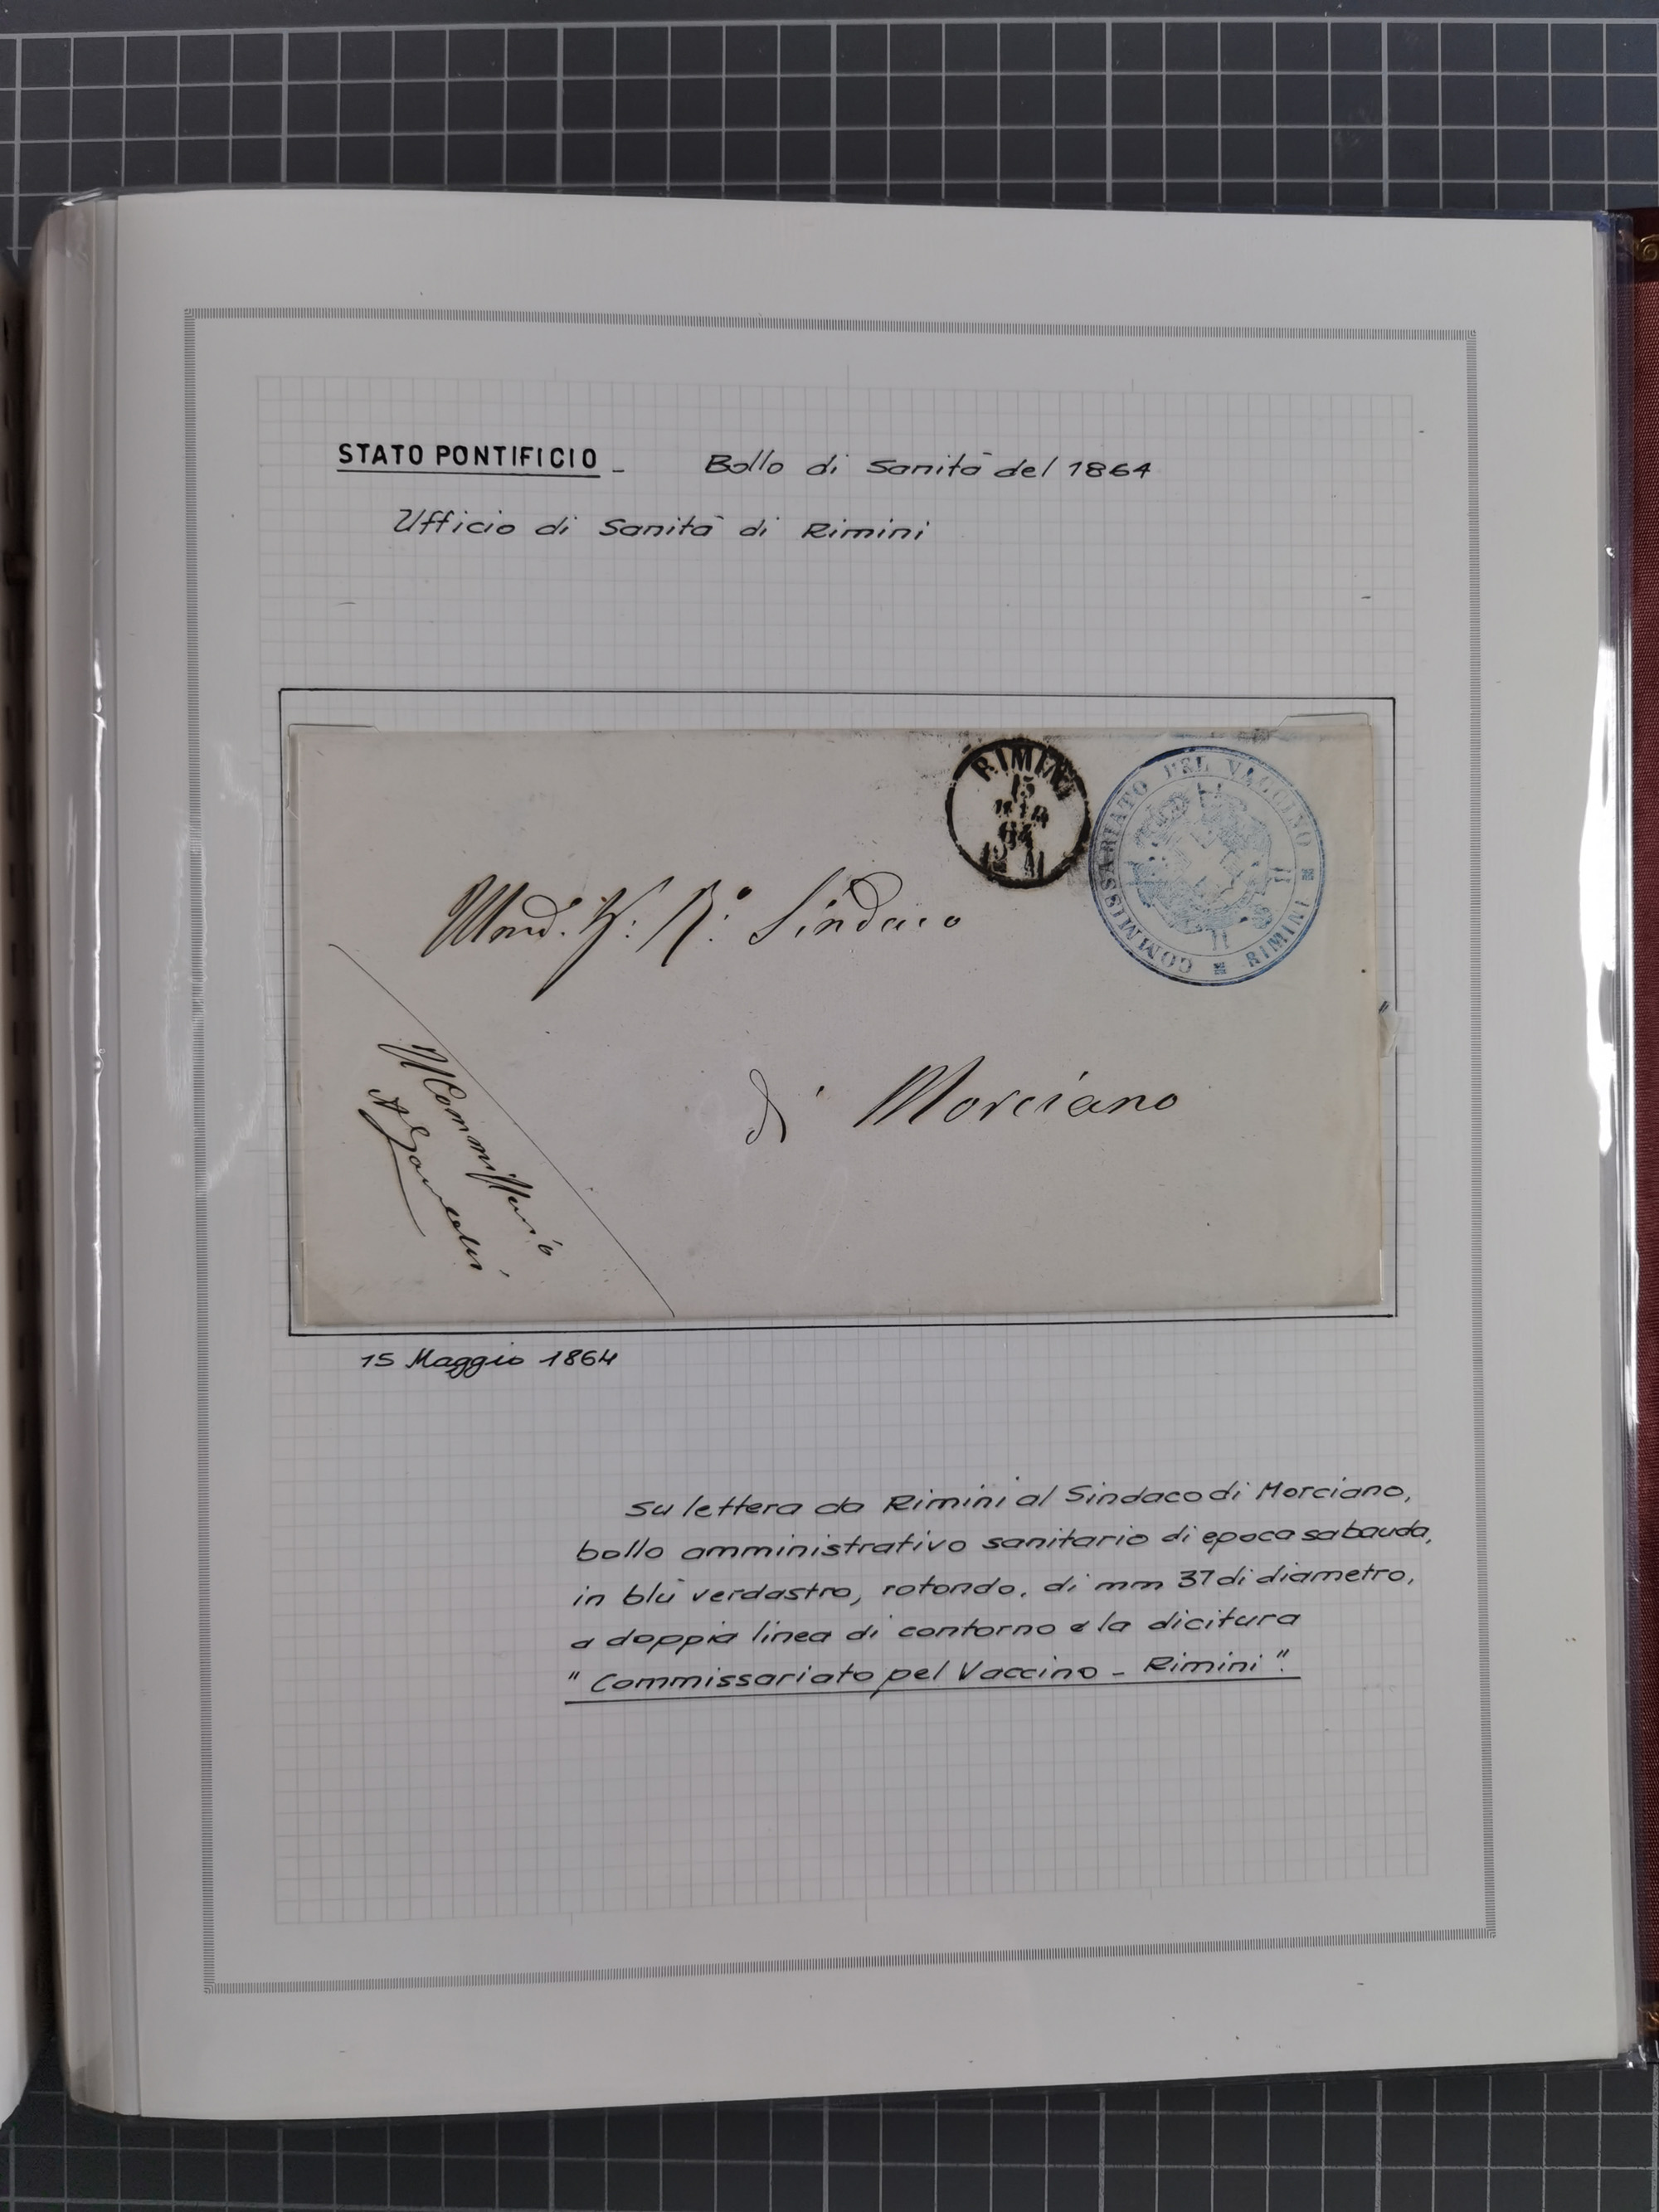 STATO PONTIFICIO - Bollo di Sanità del 1864
Ufficio di Sanità di Rimini
RIMINI
15
MAG
64
COMMISSARIATO PEL VACCINO
RIMINI
Sindaco
di Morciano
Il Commissario
15 Maggio 1864
Su lettera da Rimini al Sindaco di Morciano,
bollo amministrativo sanitario di epoca sabauda,
in blù verdastro, rotondo, di mm 37 di diametro,
a doppia linea di contorno e la dicitura
"Commissariato pel Vaccino - Rimini".